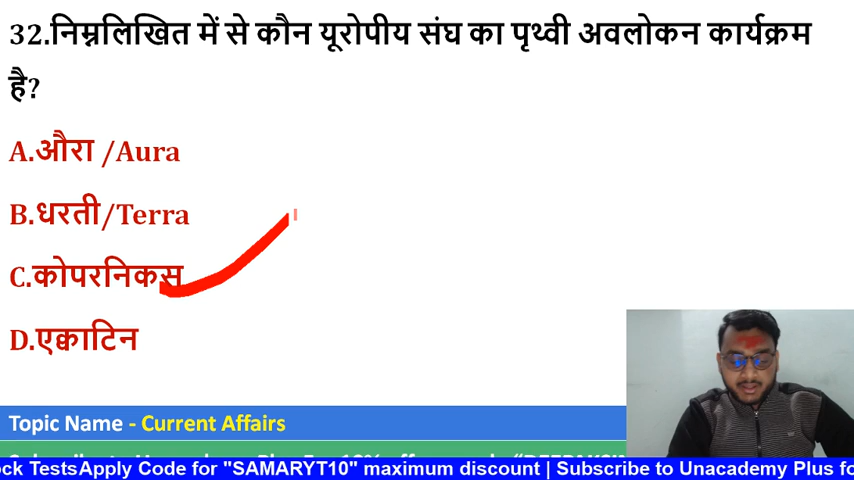 32.निम्नलिखित में से कौन यूरोपीय संघ का पृथ्वी अवलोकन कार्यक्रम
है?
A.औरा /Aura
B.धरती/Terra
C.कोपरनिकस
D.एक्वाटिन
Topic Name - Current Affairs
ock TestsApply Code for "SAMARYT10" maximum discount | Subscribe to Unacademy Plus fo